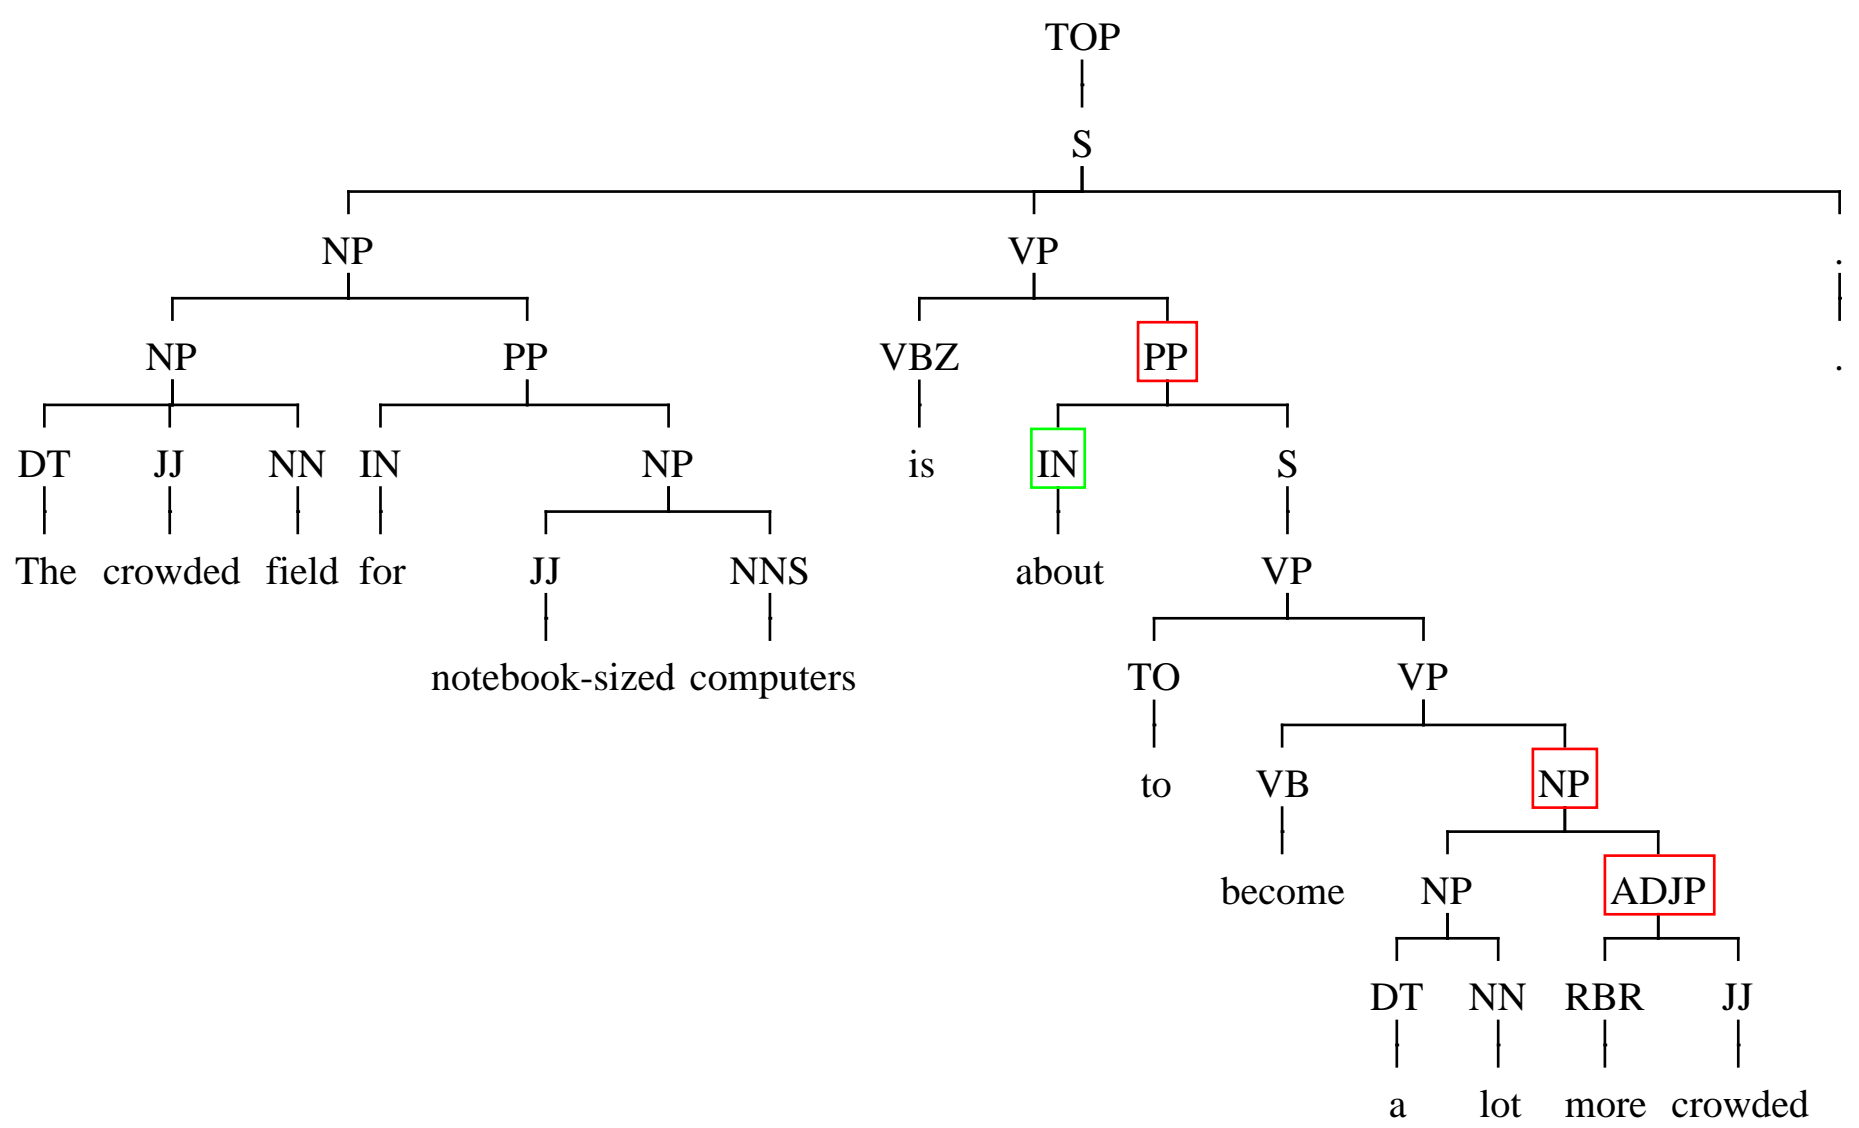 TOP
S
NP VP .
NP PP VBZ PP .
DT JJ NN IN NP is IN S
The crowded field for JJ NNS about VP
notebook-sized computers TO VP
to VB NP
become NP ADJP
DT NN RBR JJ
a lot more crowded